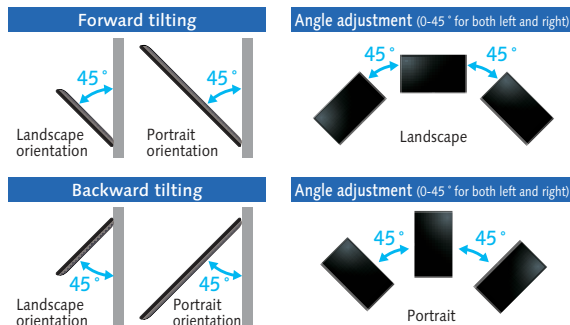 Forward tilting
45°
45°
Landscape
orientation
Portrait
orientation
Angle adjustment (0-45 ° for both left and right)
45°
45°
Landscape
Backward tilting
45°
45°
Landscape
orientation
Portrait
orientation
Angle adjustment (0-45 ° for both left and right)
45°
45°
Portrait